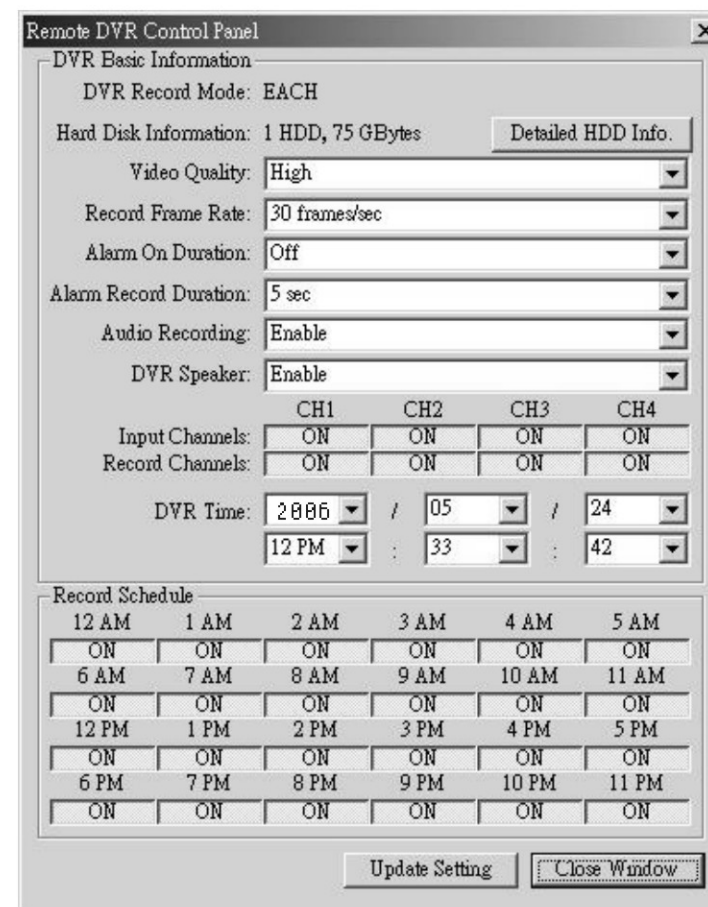 Remote DVR Control Panel
DVR Basic Information
DVR Record Mode: EACH
Hard Disk Information: 1 HDD, 75 GBytes Detailed HDD Info.
Video Quality: High
Record Frame Rate: 30 frames/sec
Alarm On Duration: Off
Alarm Record Duration: 5 sec
Audio Recording: Enable
DVR Speaker: Enable
CH1 CH2 CH3 CH4
Input Channels: ON ON ON ON
Record Channels: ON ON ON ON
DVR Time: 2006 / 05 / 24
12 PM : 33 : 42
Record Schedule
12 AM 1 AM 2 AM 3 AM 4 AM 5 AM
ON ON ON ON ON ON
6 AM 7 AM 8 AM 9 AM 10 AM 11 AM
ON ON ON ON ON ON
12 PM 1 PM 2 PM 3 PM 4 PM 5 PM
ON ON ON ON ON ON
6 PM 7 PM 8 PM 9 PM 10 PM 11 PM
ON ON ON ON ON ON
Update Setting Close Window